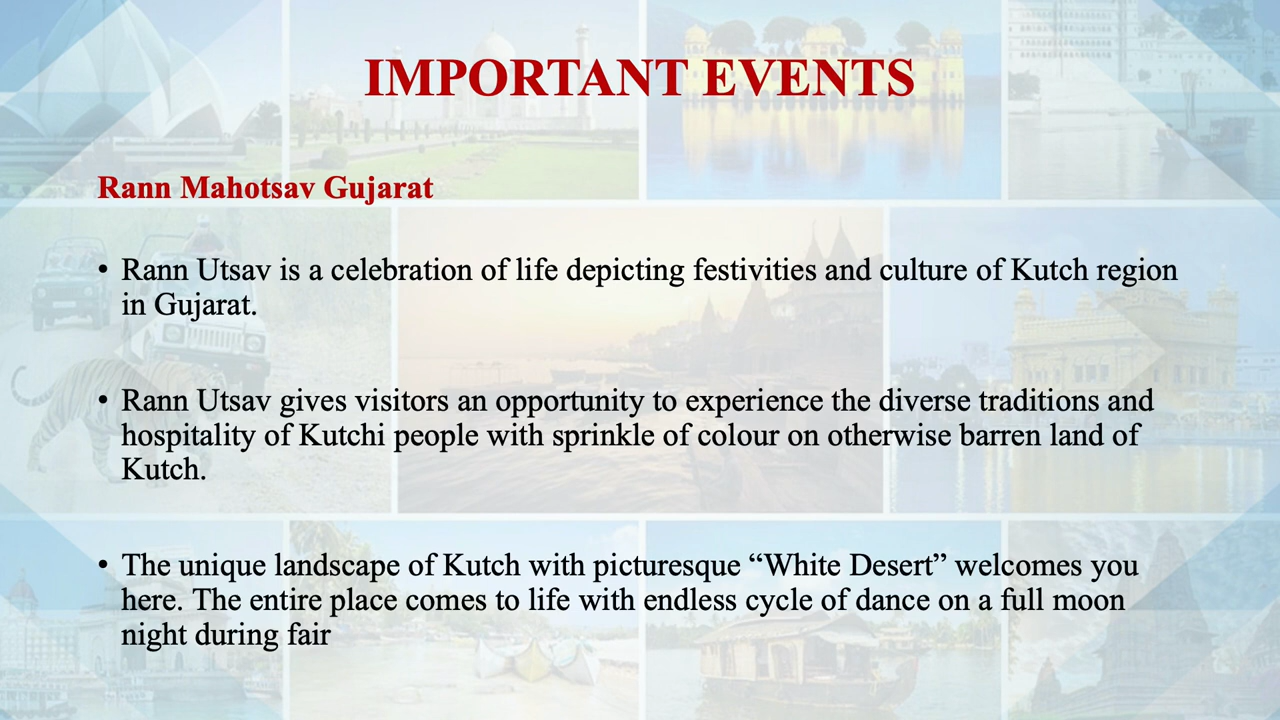 IMPORTANT EVENTS
Rann Mahotsav Gujarat
• Rann Utsav is a celebration of life depicting festivities and culture of Kutch region
in Gujarat.
• Rann Utsav gives visitors an opportunity to experience the diverse traditions and
hospitality of Kutchi people with sprinkle of colour on otherwise barren land of
Kutch.
• The unique landscape of Kutch with picturesque “White Desert” welcomes you
here. The entire place comes to life with endless cycle of dance on a full moon
night during fair